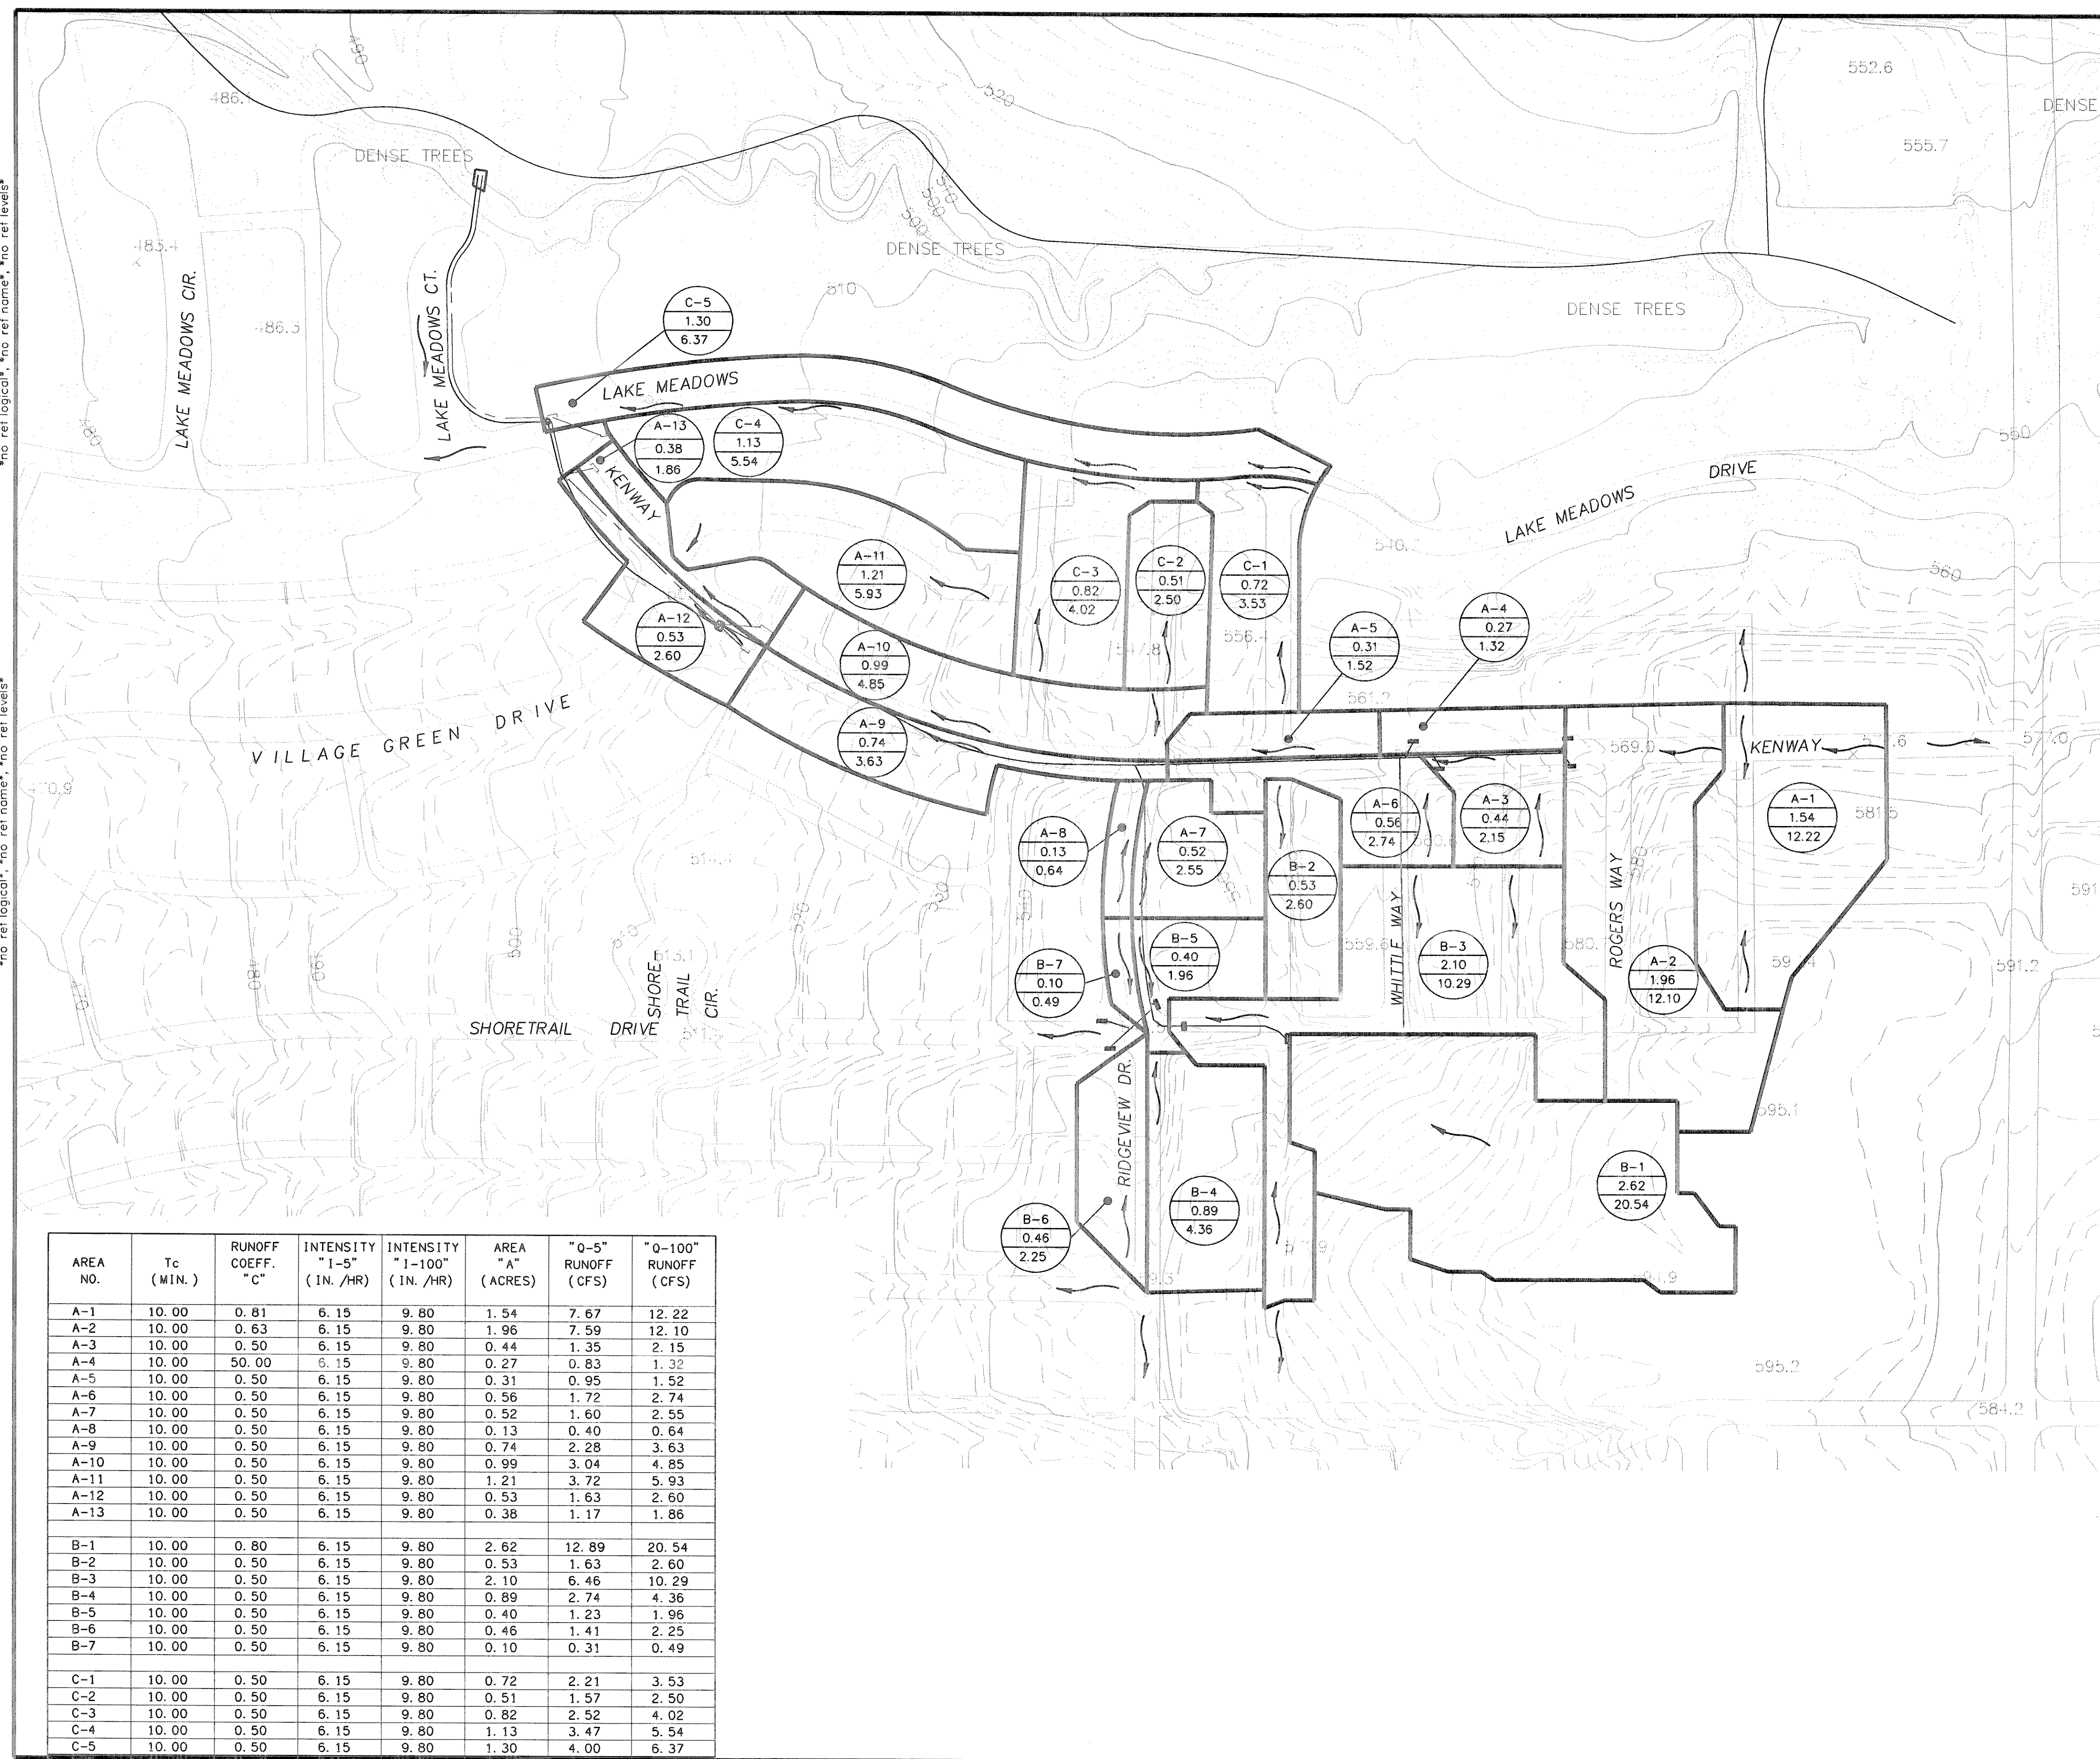 *no ref logical*, *no ref name*, *no ref levels*
*no ref logical*, *no ref name*, *no ref levels*
552.6
DENSE
555.7
520
DENSE TREES
DENSE TREES
510
DENSE TREES
500
510
LAKE MEADOWS CIR.
LAKE MEADOWS CT.
C-5
1.30
6.37
LAKE MEADOWS
A-13
0.38
1.86
C-4
1.13
5.54
KENWAY
LAKE MEADOWS
DRIVE
560
540
A-11
1.21
5.93
C-3
0.82
4.02
C-2
0.51
2.50
C-1
0.72
3.53
A-5
0.31
1.52
A-4
0.27
1.32
A-12
0.53
2.60
A-10
0.99
4.85
A-9
0.74
3.63
556.4
561.2
VILLAGE GREEN DRIVE
569.0
KENWAY
577.0
A-8
0.13
0.64
A-7
0.52
2.55
B-2
0.53
2.60
A-6
0.56
2.74
A-3
0.44
2.15
A-1
1.54
12.22
581.5
B-7
0.10
0.49
B-5
0.40
1.96
559.6
WHITTLE WAY
B-3
2.10
10.29
ROGERS WAY
A-2
1.96
12.10
591.2
591
SHORE
TRAIL
CIR.
SHORETRAIL DRIVE
RIDGEVIEW DR.
B-6
0.46
2.25
B-4
0.89
4.36
B-1
2.62
20.54
595.1
595.2
584.2
AREA NO. Tc (MIN.) RUNOFF COEFF. "C" INTENSITY "I-5" (IN. /HR) INTENSITY "I-100" (IN. /HR) AREA "A" (ACRES) "Q-5" RUNOFF (CFS) "Q-100" RUNOFF (CFS)
A-1 10.00 0.81 6.15 9.80 1.54 7.67 12.22
A-2 10.00 0.63 6.15 9.80 1.96 7.59 12.10
A-3 10.00 0.50 6.15 9.80 0.44 1.35 2.15
A-4 10.00 50.00 6.15 9.80 0.27 0.83 1.32
A-5 10.00 0.50 6.15 9.80 0.31 0.95 1.52
A-6 10.00 0.50 6.15 9.80 0.56 1.72 2.74
A-7 10.00 0.50 6.15 9.80 0.52 1.60 2.55
A-8 10.00 0.50 6.15 9.80 0.13 0.40 0.64
A-9 10.00 0.50 6.15 9.80 0.74 2.28 3.63
A-10 10.00 0.50 6.15 9.80 0.99 3.04 4.85
A-11 10.00 0.50 6.15 9.80 1.21 3.72 5.93
A-12 10.00 0.50 6.15 9.80 0.53 1.63 2.60
A-13 10.00 0.50 6.15 9.80 0.38 1.17 1.86
B-1 10.00 0.80 6.15 9.80 2.62 12.89 20.54
B-2 10.00 0.50 6.15 9.80 0.53 1.63 2.60
B-3 10.00 0.50 6.15 9.80 2.10 6.46 10.29
B-4 10.00 0.50 6.15 9.80 0.89 2.74 4.36
B-5 10.00 0.50 6.15 9.80 0.40 1.23 1.96
B-6 10.00 0.50 6.15 9.80 0.46 1.41 2.25
B-7 10.00 0.50 6.15 9.80 0.10 0.31 0.49
C-1 10.00 0.50 6.15 9.80 0.72 2.21 3.53
C-2 10.00 0.50 6.15 9.80 0.51 1.57 2.50
C-3 10.00 0.50 6.15 9.80 0.82 2.52 4.02
C-4 10.00 0.50 6.15 9.80 1.13 3.47 5.54
C-5 10.00 0.50 6.15 9.80 1.30 4.00 6.37